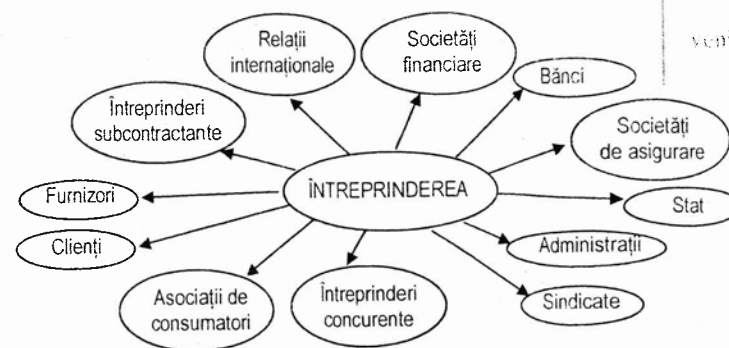 Relații
internaționale
Societăți
financiare
Bănci
Întreprinderi
subcontractante
Societăți
de asigurare
ÎNTREPRINDEREA
Furnizori
Stat
Clienți
Administrații
Asociații de
consumatori
Întreprinderi
concurente
Sindicate